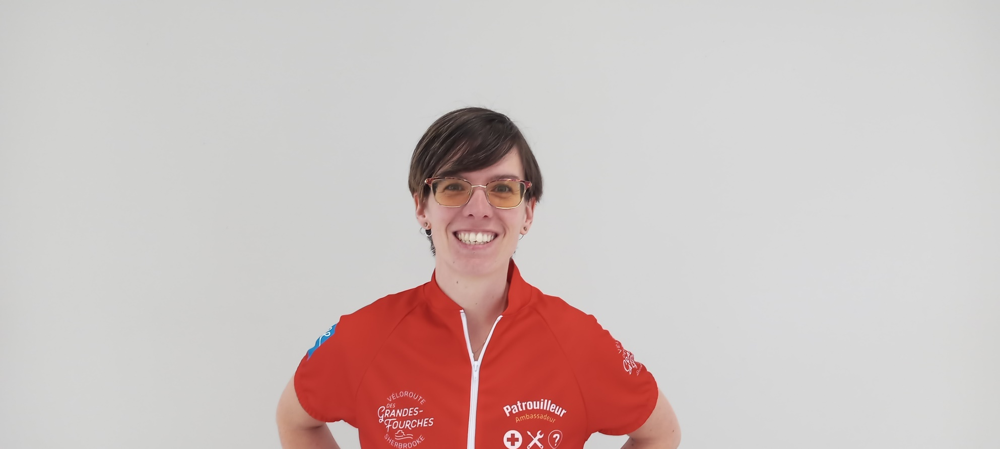 VÉLOROUTE
DES
GRANDES-
FOURCHES
SHERBROOKE
Patrouilleur
Ambassadeur
?